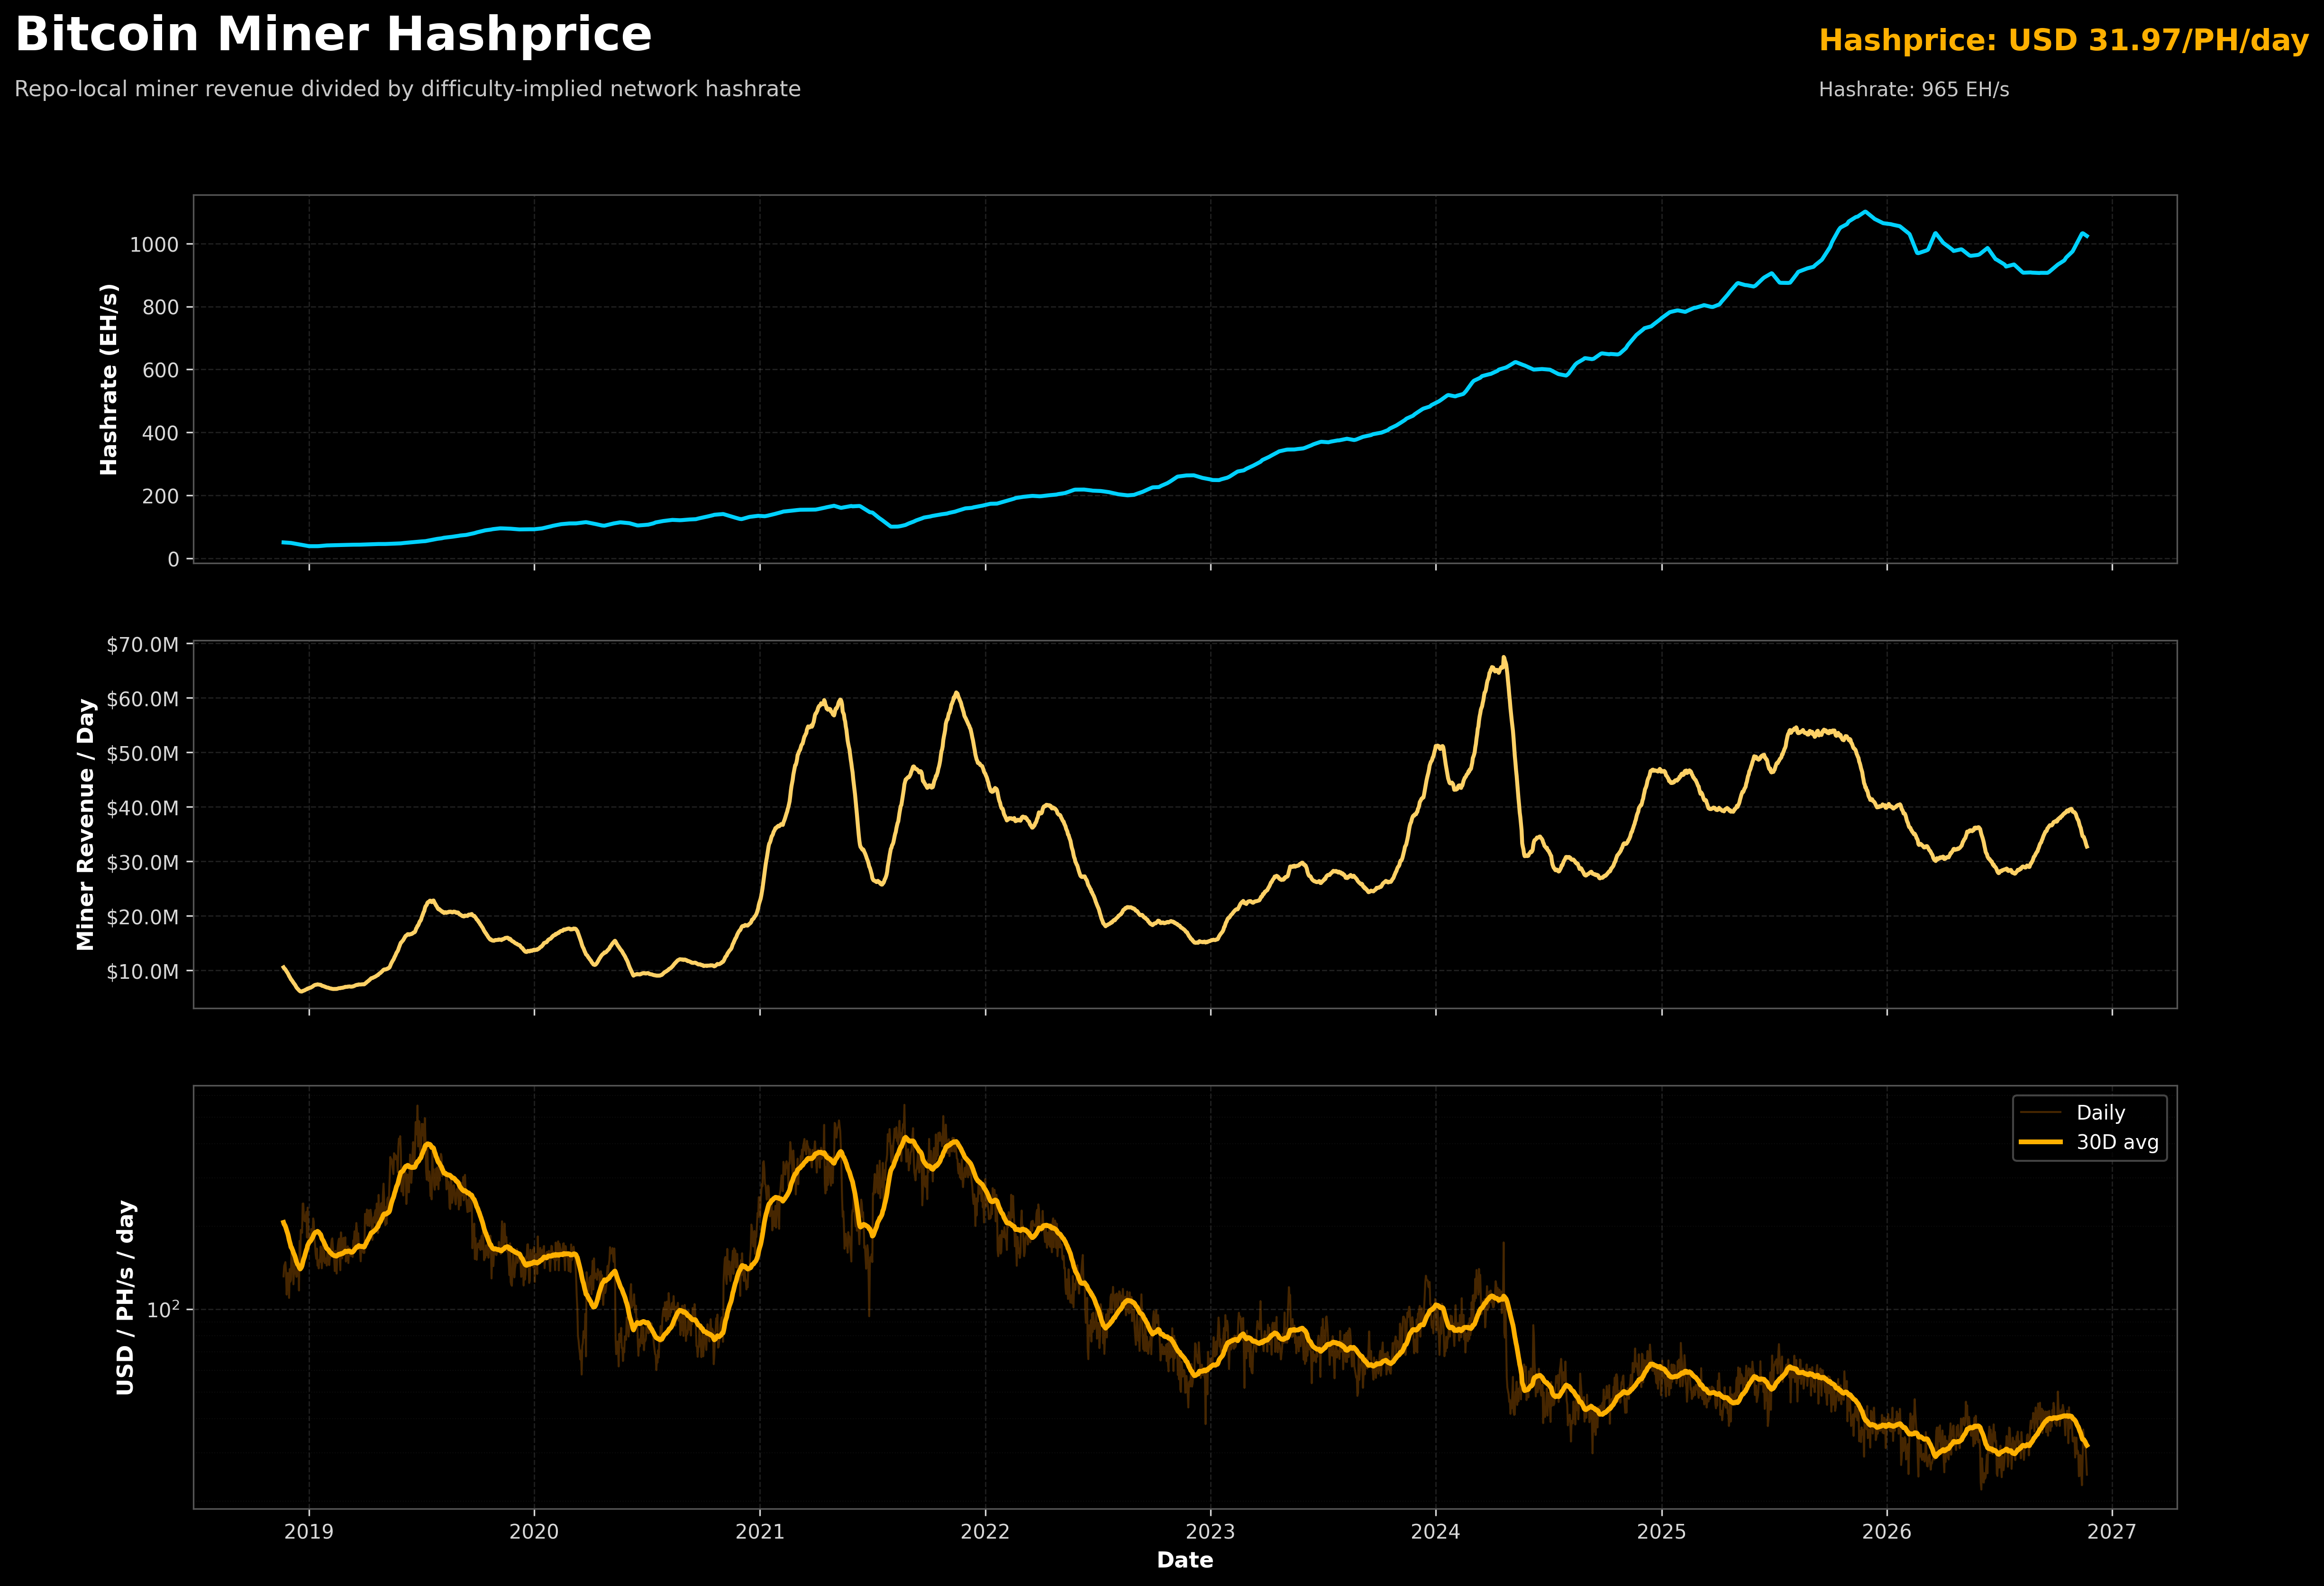 Bitcoin Miner Hashprice
Hashprice: USD 31.97/PH/day
Repo-local miner revenue divided by difficulty-implied network hashrate
Hashrate: 965 EH/s
Hashrate (EH/s)
1000
800
600
400
200
0
Miner Revenue / Day
$70.0M
$60.0M
$50.0M
$40.0M
$30.0M
$20.0M
$10.0M
USD / PH/s / day
10²
Daily
30D avg
2019 2020 2021 2022 2023 2024 2025 2026 2027
Date